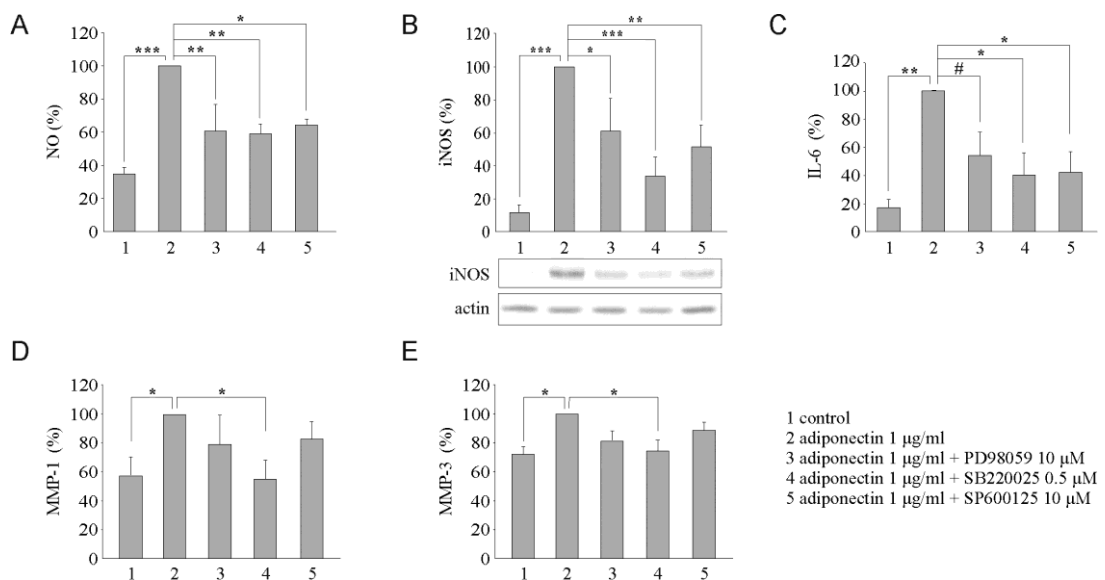 A
NO (%)
120
100
80
60
40
20
0
***
**
**
*
1 2 3 4 5
B
iNOS (%)
120
100
80
60
40
20
0
***
*
***
**
1 2 3 4 5
iNOS
actin
C
IL-6 (%)
120
100
80
60
40
20
0
**
#
*
*
1 2 3 4 5
D
MMP-1 (%)
120
100
80
60
40
20
0
*
*
1 2 3 4 5
E
MMP-3 (%)
120
100
80
60
40
20
0
*
*
1 2 3 4 5
1 control
2 adiponectin 1 μg/ml
3 adiponectin 1 μg/ml + PD98059 10 μM
4 adiponectin 1 μg/ml + SB220025 0.5 μM
5 adiponectin 1 μg/ml + SP600125 10 μM